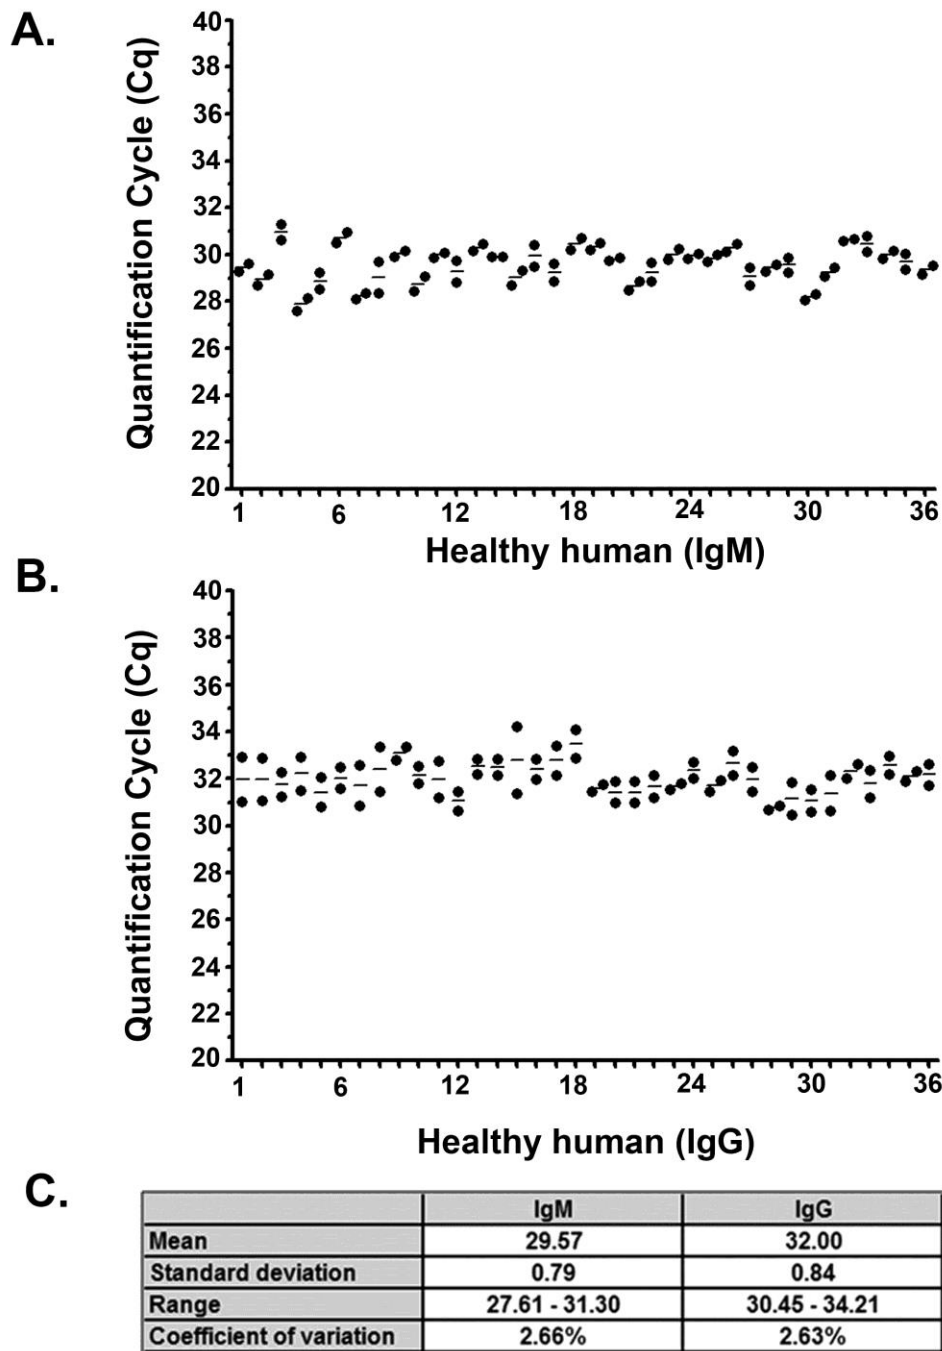 A.
Quantification Cycle (Cq)
40
38
36
34
32
30
28
26
24
22
20
1 6 12 18 24 30 36
Healthy human (IgM)
B.
Quantification Cycle (Cq)
40
38
36
34
32
30
28
26
24
22
20
1 6 12 18 24 30 36
Healthy human (IgG)
C.
IgM IgG
Mean 29.57 32.00
Standard deviation 0.79 0.84
Range 27.61 - 31.30 30.45 - 34.21
Coefficient of variation 2.66% 2.63%